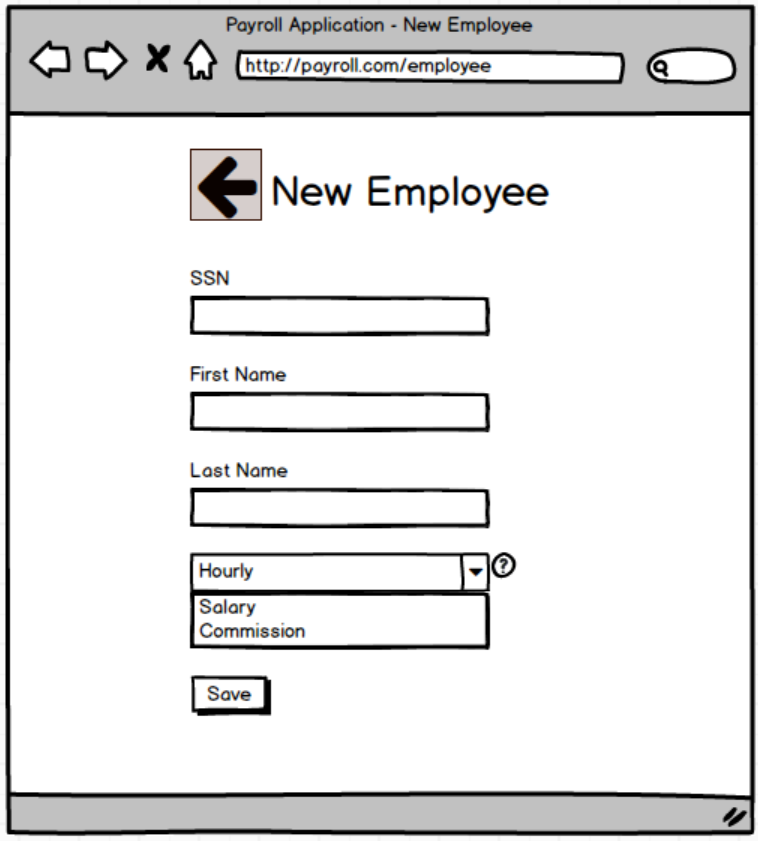 Payroll Application - New Employee
http://payroll.com/employee
New Employee
SSN
First Name
Last Name
Hourly
?
Salary
Commission
Save